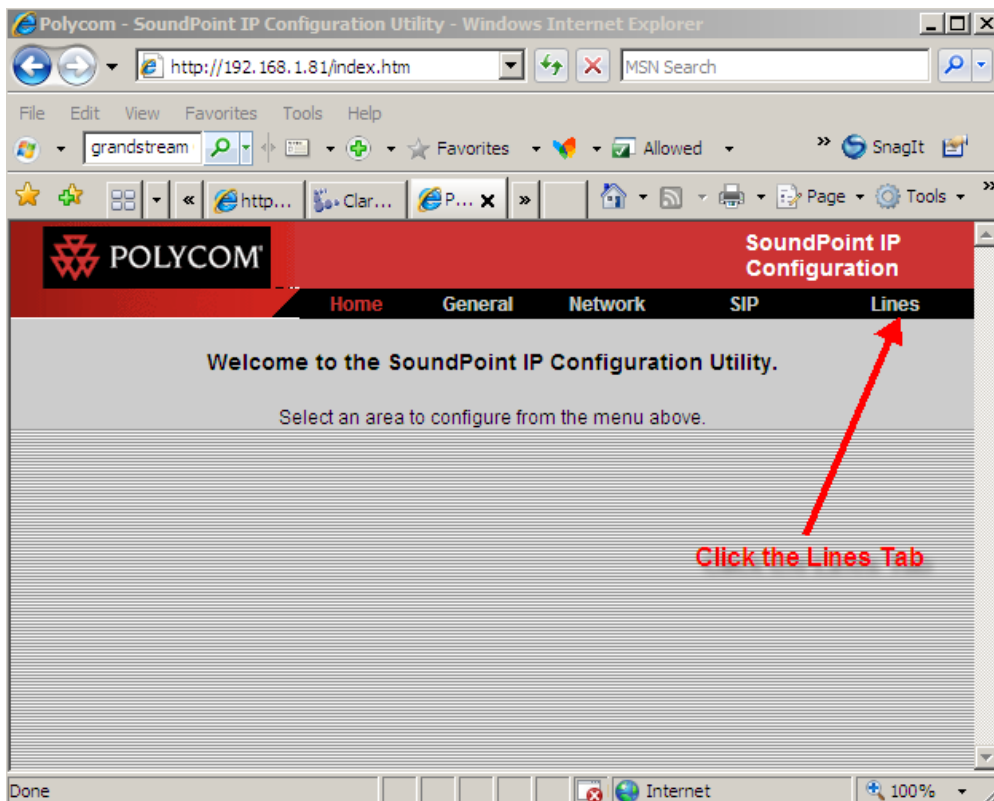 Polycom - SoundPoint IP Configuration Utility - Windows Internet Explorer
http://192.168.1.81/index.htm
MSN Search
File Edit View Favorites Tools Help
grandstream Favorites Allowed » SnagIt
« http... Clar... P... X » Page Tools »
POLYCOM®
SoundPoint IP
Configuration
Home General Network SIP Lines
Welcome to the SoundPoint IP Configuration Utility.
Select an area to configure from the menu above.
Click the Lines Tab
Done Internet 100%